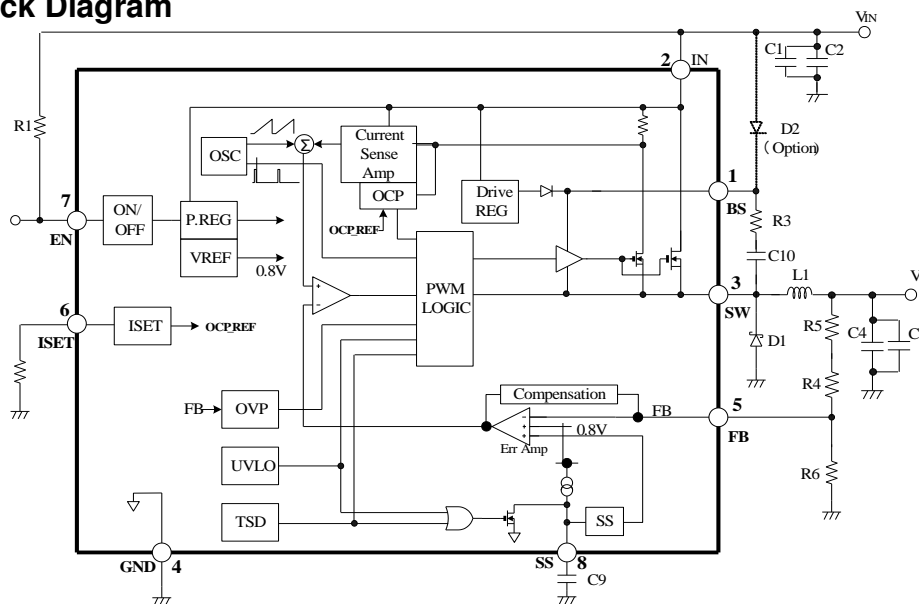 ck Diagram
VIN
C1
C2
2
IN
R1
D2
(Option)
OSC
Σ
Current
Sense
Amp
OCP
OCP_REF
Drive
REG
1
BS
R3
C10
7
EN
ON/
OFF
P.REG
VREF
0.8V
PWM
LOGIC
3
SW
L1
V
6
ISET
ISET
OCP_REF
+
−
D1
R5
C4
C
R4
FB
OVP
Compensation
FB
5
FB
−
+
+
0.8V
Err Amp
UVLO
R6
TSD
SS
GND
4
SS
8
C9